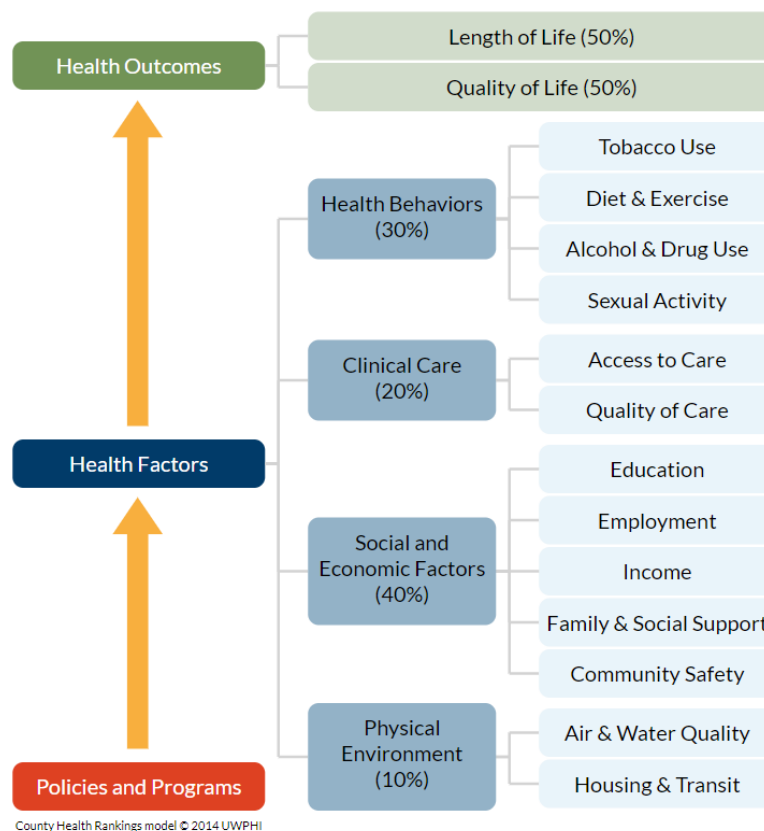 Health Outcomes
Length of Life (50%)
Quality of Life (50%)
Health Factors
Health Behaviors
(30%)
Tobacco Use
Diet & Exercise
Alcohol & Drug Use
Sexual Activity
Clinical Care
(20%)
Access to Care
Quality of Care
Social and
Economic Factors
(40%)
Education
Employment
Income
Family & Social Support
Community Safety
Physical
Environment
(10%)
Air & Water Quality
Housing & Transit
Policies and Programs
County Health Rankings model © 2014 UWPHI